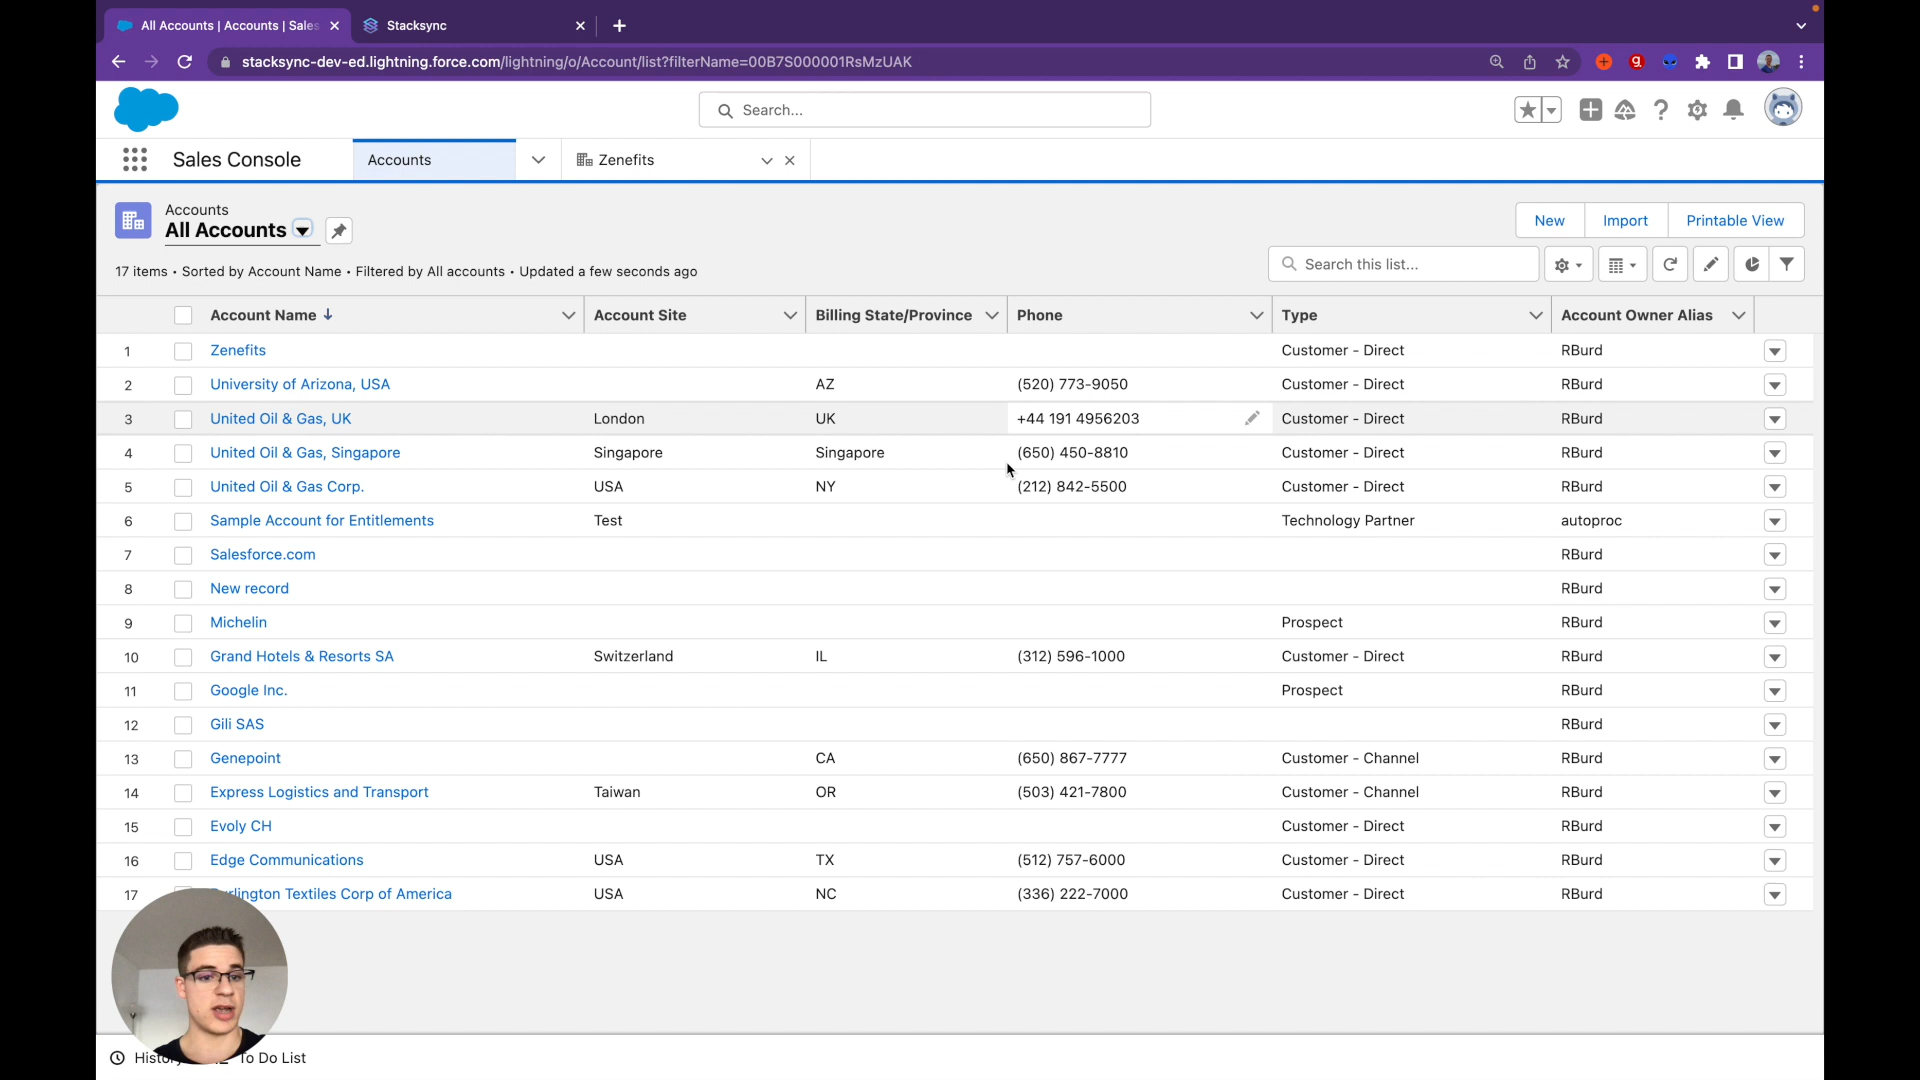 All Accounts | Accounts | Sales
Stacksync
stacksync-dev-ed.lightning.force.com/lightning/o/Account/list?filterName=00B7S000001RsMzUAK
Search...
Sales Console
Accounts
Zenefits
Accounts
All Accounts
New
Import
Printable View
17 items • Sorted by Account Name • Filtered by All accounts • Updated a few seconds ago
Search this list...
Account Name Account Site Billing State/Province Phone Type Account Owner Alias
1 Zenefits Customer - Direct RBurd
2 University of Arizona, USA AZ (520) 773-9050 Customer - Direct RBurd
3 United Oil & Gas, UK London UK +44 191 4956203 Customer - Direct RBurd
4 United Oil & Gas, Singapore Singapore Singapore (650) 450-8810 Customer - Direct RBurd
5 United Oil & Gas Corp. USA NY (212) 842-5500 Customer - Direct RBurd
6 Sample Account for Entitlements Test Technology Partner autoproc
7 Salesforce.com RBurd
8 New record RBurd
9 Michelin Prospect RBurd
10 Grand Hotels & Resorts SA Switzerland IL (312) 596-1000 Customer - Direct RBurd
11 Google Inc. Prospect RBurd
12 Gili SAS RBurd
13 Genepoint CA (650) 867-7777 Customer - Channel RBurd
14 Express Logistics and Transport Taiwan OR (503) 421-7800 Customer - Channel RBurd
15 Evoly CH Customer - Direct RBurd
16 Edge Communications USA TX (512) 757-6000 Customer - Direct RBurd
17 Textiles Corp of America USA NC (336) 222-7000 Customer - Direct RBurd
To Do List